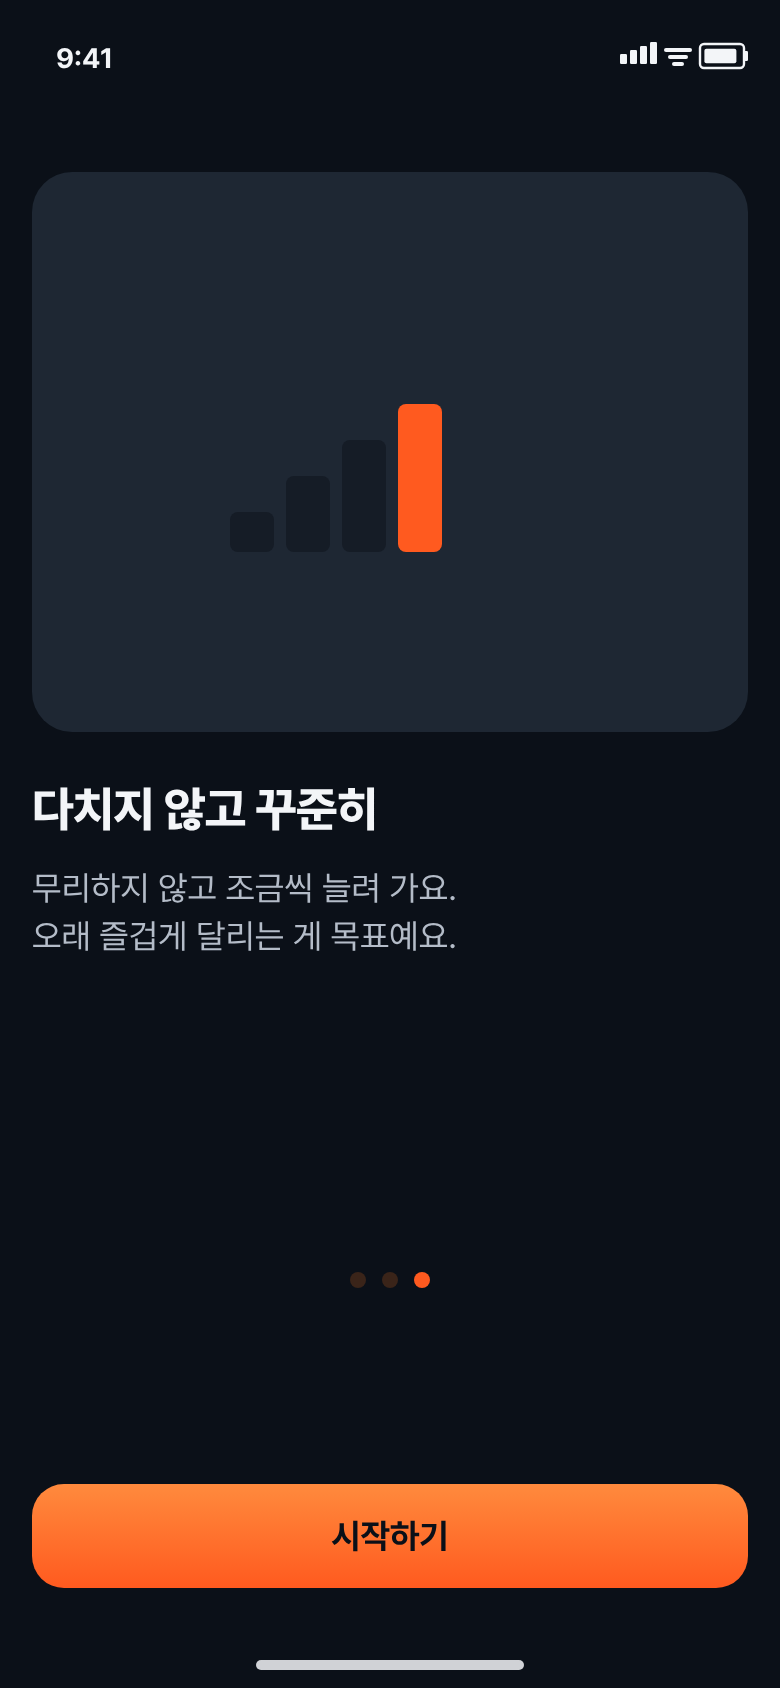 9:41
다치지 않고 꾸준히
무리하지 않고 조금씩 늘려 가요.
오래 즐겁게 달리는 게 목표예요.
시작하기